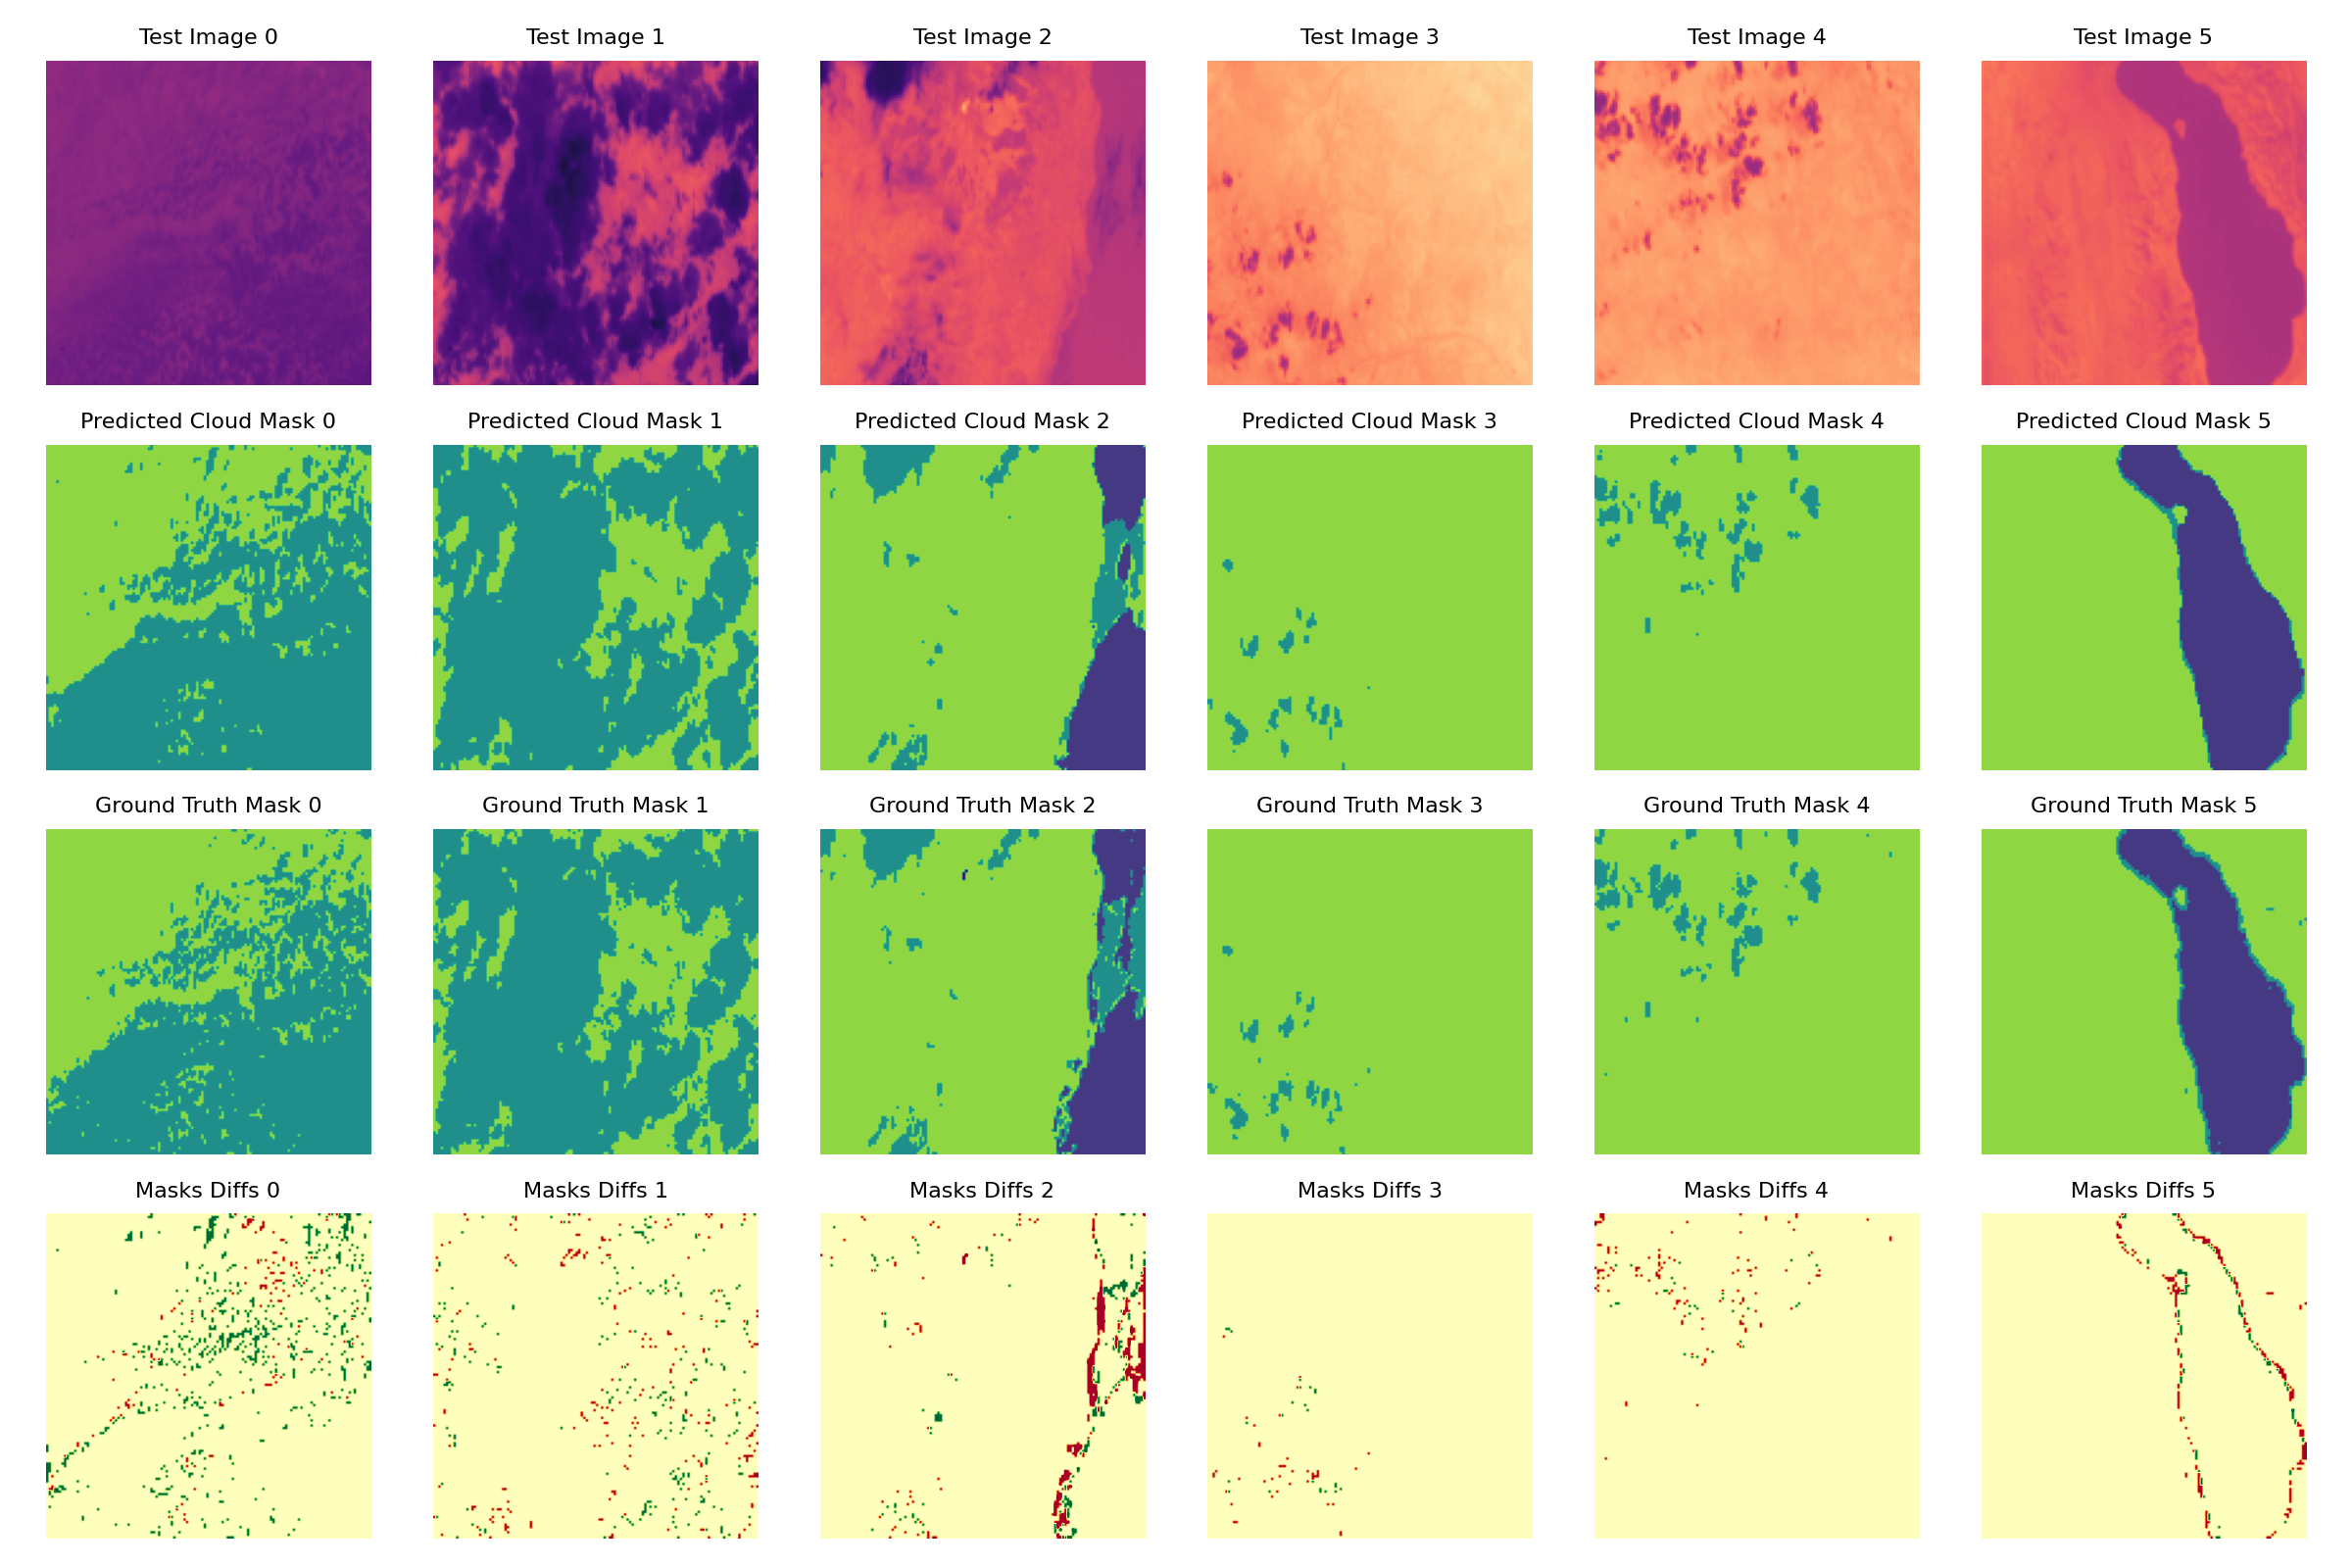 Test Image 0
Test Image 1
Test Image 2
Test Image 3
Test Image 4
Test Image 5
Predicted Cloud Mask 0
Predicted Cloud Mask 1
Predicted Cloud Mask 2
Predicted Cloud Mask 3
Predicted Cloud Mask 4
Predicted Cloud Mask 5
Ground Truth Mask 0
Ground Truth Mask 1
Ground Truth Mask 2
Ground Truth Mask 3
Ground Truth Mask 4
Ground Truth Mask 5
Masks Diffs 0
Masks Diffs 1
Masks Diffs 2
Masks Diffs 3
Masks Diffs 4
Masks Diffs 5